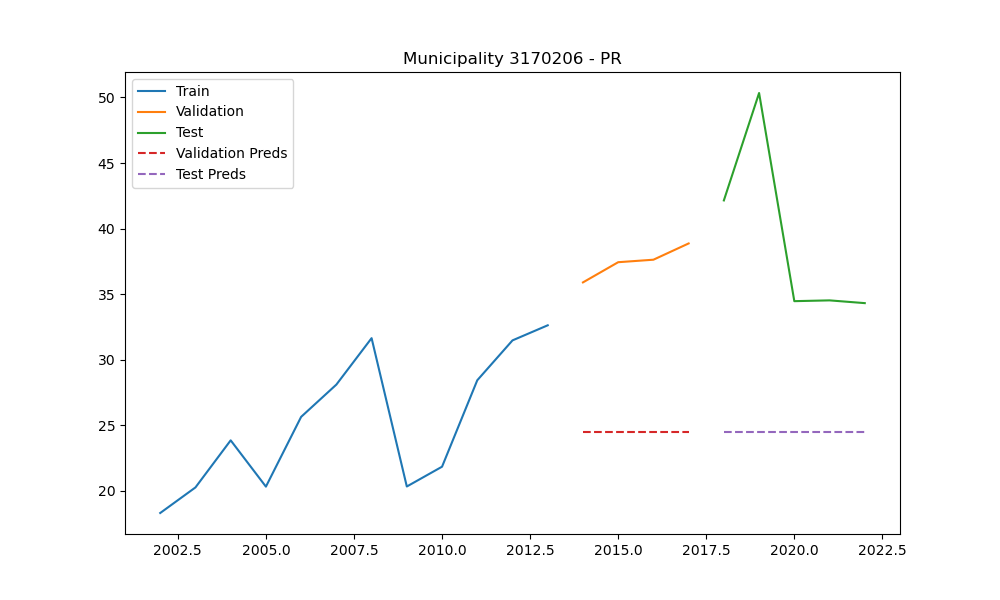 Municipality 3170206 - PR
Train
Validation
Test
Validation Preds
Test Preds
50
45
40
35
30
25
20
2002.5 2005.0 2007.5 2010.0 2012.5 2015.0 2017.5 2020.0 2022.5